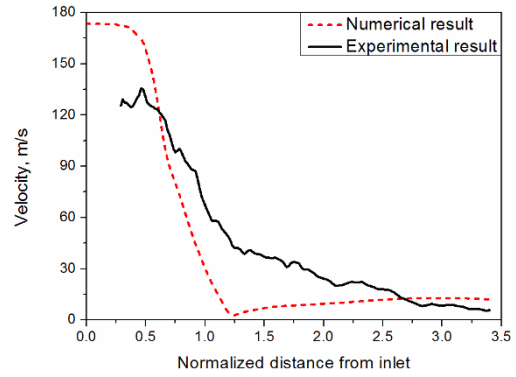 Numerical result
Experimental result
Velocity, m/s
180
150
120
90
60
30
0
0.0 0.5 1.0 1.5 2.0 2.5 3.0 3.5
Normalized distance from inlet